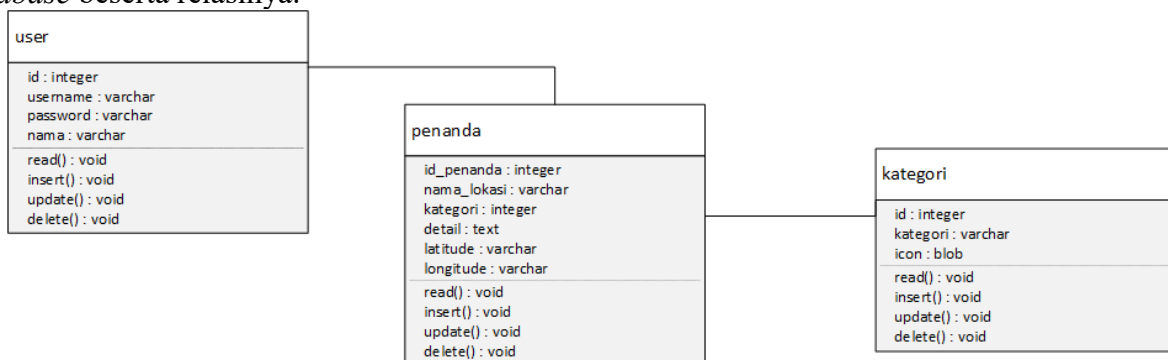 beserta relasinya.
user
id : integer
username : varchar
password : varchar
nama : varchar
read() : void
insert() : void
update() : void
delete() : void
penanda
id_penanda : integer
nama_lokasi : varchar
kategori : integer
detail : text
latitude : varchar
longitude : varchar
read() : void
insert() : void
update() : void
delete() : void
kategori
id : integer
kategori : varchar
icon : blob
read() : void
insert() : void
update() : void
delete() : void